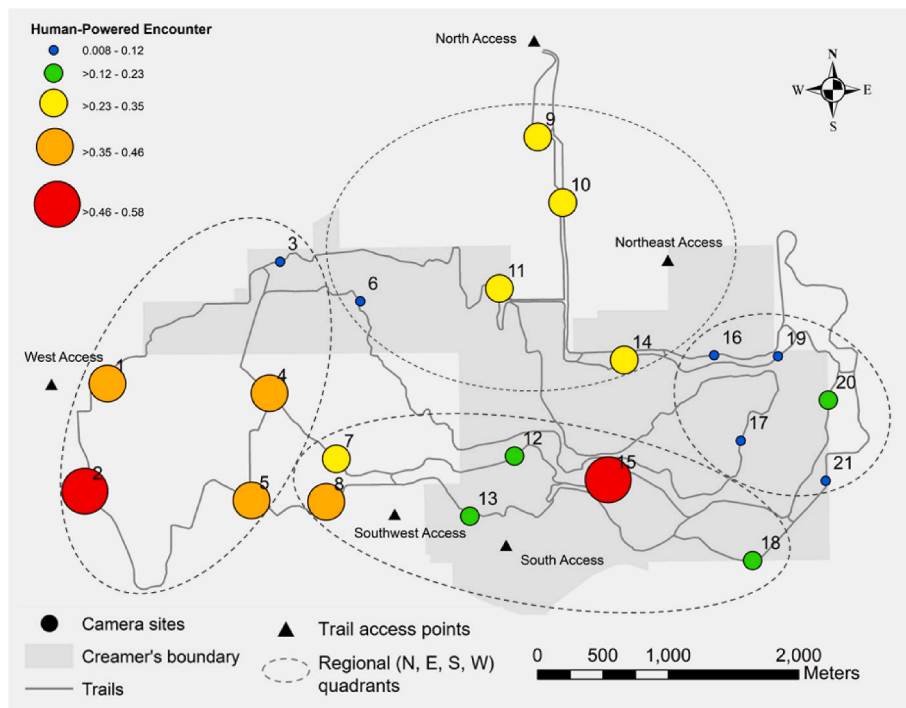 Human-Powered Encounter
0.008 - 0.12
>0.12 - 0.23
>0.23 - 0.35
>0.35 - 0.46
>0.46 - 0.58
North Access
N
W E
S
9
10
Northeast Access
3
6
11
16
19
14
West Access
1
4
20
17
7
12
2
5
8
15
21
13
Southwest Access
South Access
18
Camera sites
Creamer's boundary
Trails
Trail access points
Regional (N, E, S, W)
quadrants
0 500 1,000 2,000
Meters